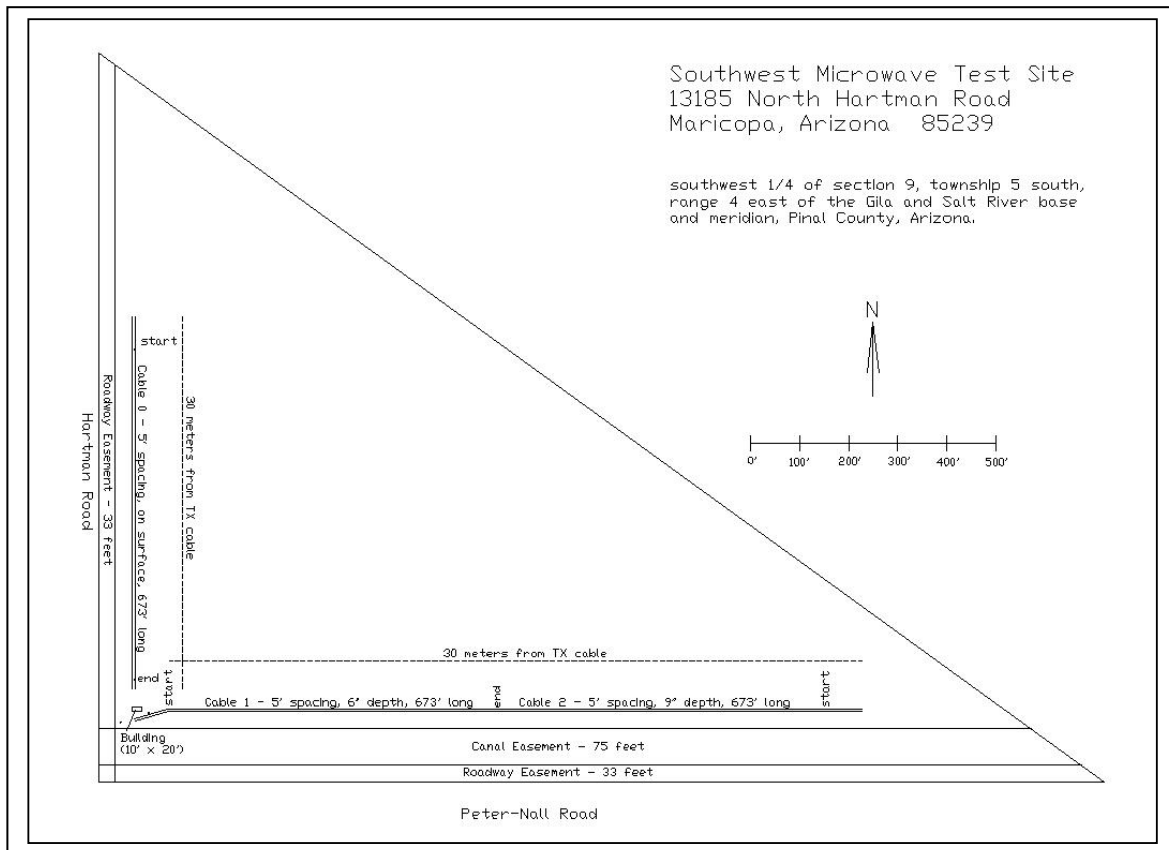 Southwest Microwave Test Site
13185 North Hartman Road
Maricopa, Arizona 85239
southwest 1/4 of section 9, township 5 south,
range 4 east of the Gila and Salt River base
and meridian, Pinal County, Arizona.
N
0' 100' 200' 300' 400' 500'
start
Cable 0 - 5' spacing, on surface, 673' long
end
30 meters from TX cable
Roadway Easement - 33 feet
Hartman Road
30 meters from TX cable
start
Cable 1 - 5' spacing, 6" depth, 673' long
end
Cable 2 - 5' spacing, 9" depth, 673' long
start
Building
(10' x 20')
Canal Easement - 75 feet
Roadway Easement - 33 feet
Peter-Nall Road